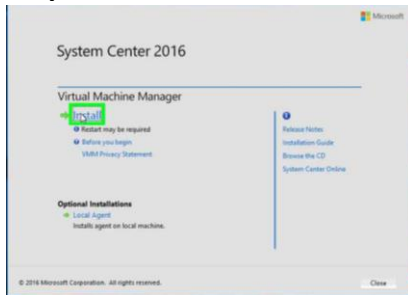 Microsoft
System Center 2016
Virtual Machine Manager
Install
Restart may be required
Before you begin
VMM Privacy Statement
Release Notes
Installation Guide
Browse the CD
System Center Online
Optional Installations
Local Agent
Installs agent on local machine.
© 2016 Microsoft Corporation. All rights reserved.
Close